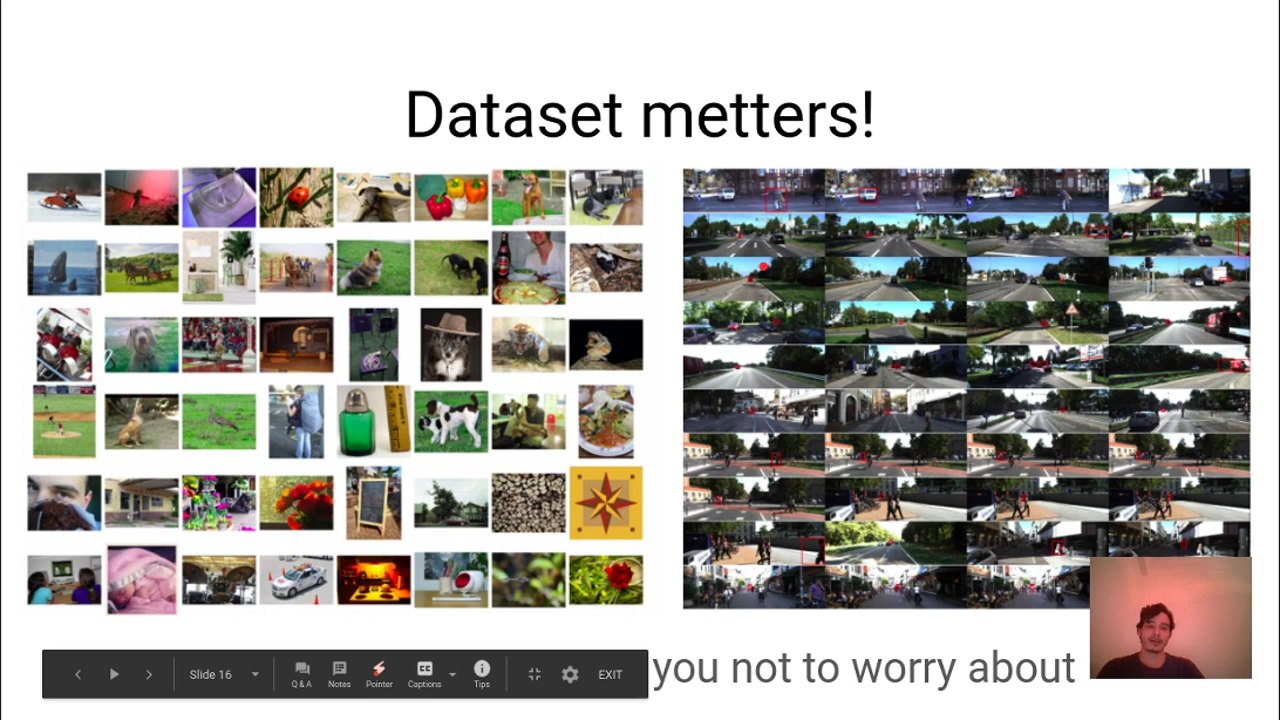 Dataset metters!
you not to worry about
Slide 16
Q & A
Notes
Pointer
Captions
Tips
EXIT